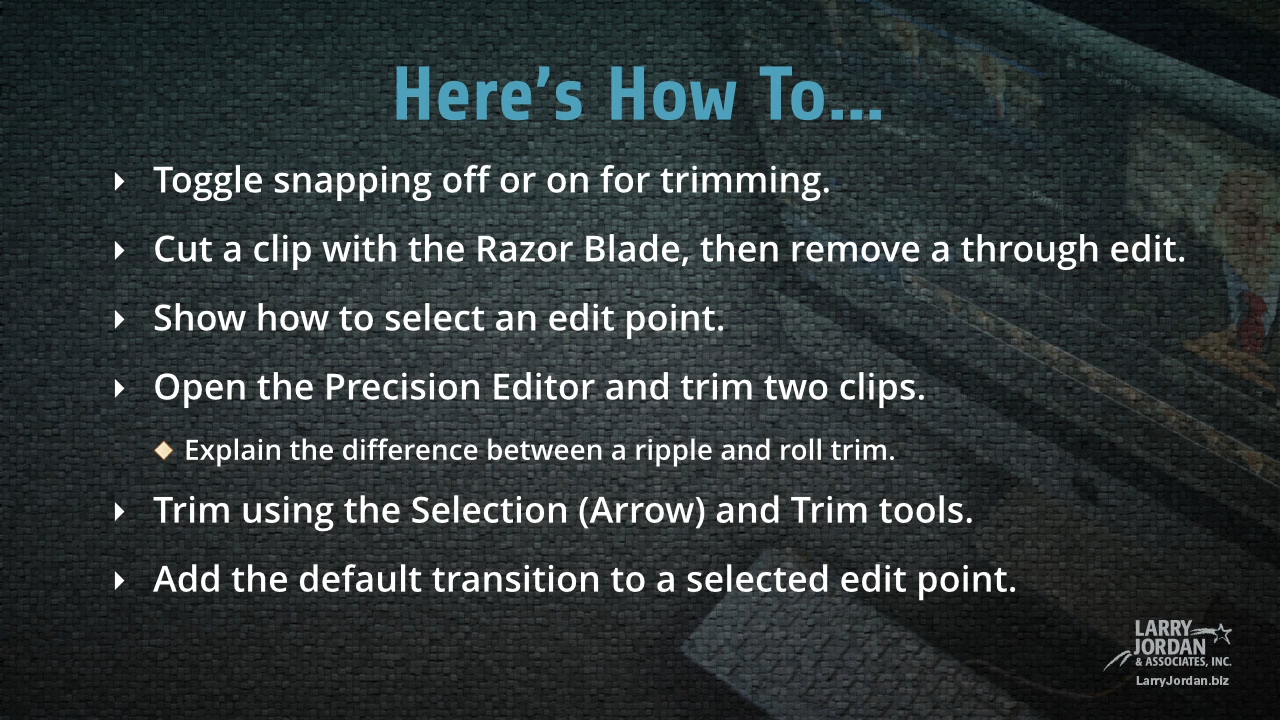 Here's How To...
Toggle snapping off or on for trimming.
Cut a clip with the Razor Blade, then remove a through edit.
Show how to select an edit point.
Open the Precision Editor and trim two clips.
Explain the difference between a ripple and roll trim.
Trim using the Selection (Arrow) and Trim tools.
Add the default transition to a selected edit point.
LARRY
JORDAN
& ASSOCIATES, INC.
LarryJordan.biz